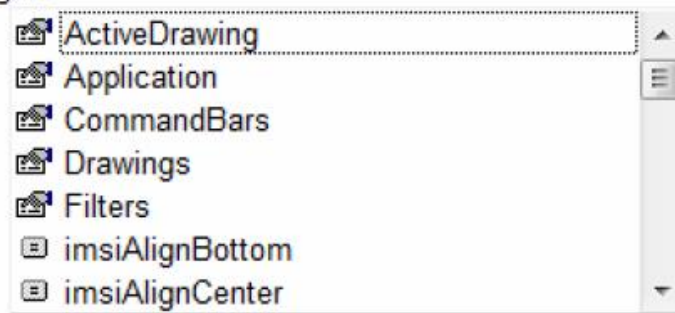 ActiveDrawing
Application
CommandBars
Drawings
Filters
imsiAlignBottom
imsiAlignCenter